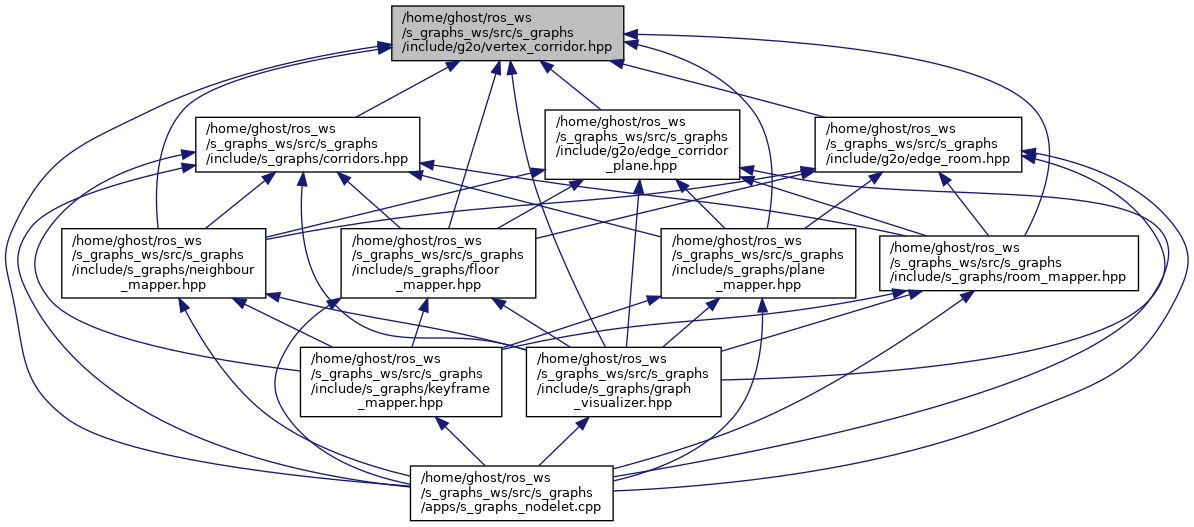 /home/ghost/ros_ws
/s_graphs_ws/src/s_graphs
/include/g2o/vertex_corridor.hpp
/home/ghost/ros_ws
/s_graphs_ws/src/s_graphs
/include/s_graphs/corridors.hpp
/home/ghost/ros_ws
/s_graphs_ws/src/s_graphs
/include/g2o/edge_corridor
_plane.hpp
/home/ghost/ros_ws
/s_graphs_ws/src/s_graphs
/include/g2o/edge_room.hpp
/home/ghost/ros_ws
/s_graphs_ws/src/s_graphs
/include/s_graphs/neighbour
_mapper.hpp
/home/ghost/ros_ws
/s_graphs_ws/src/s_graphs
/include/s_graphs/floor
_mapper.hpp
/home/ghost/ros_ws
/s_graphs_ws/src/s_graphs
/include/s_graphs/plane
_mapper.hpp
/home/ghost/ros_ws
/s_graphs_ws/src/s_graphs
/include/s_graphs/room_mapper.hpp
/home/ghost/ros_ws
/s_graphs_ws/src/s_graphs
/include/s_graphs/keyframe
_mapper.hpp
/home/ghost/ros_ws
/s_graphs_ws/src/s_graphs
/include/s_graphs/graph
_visualizer.hpp
/home/ghost/ros_ws
/s_graphs_ws/src/s_graphs
/apps/s_graphs_nodelet.cpp